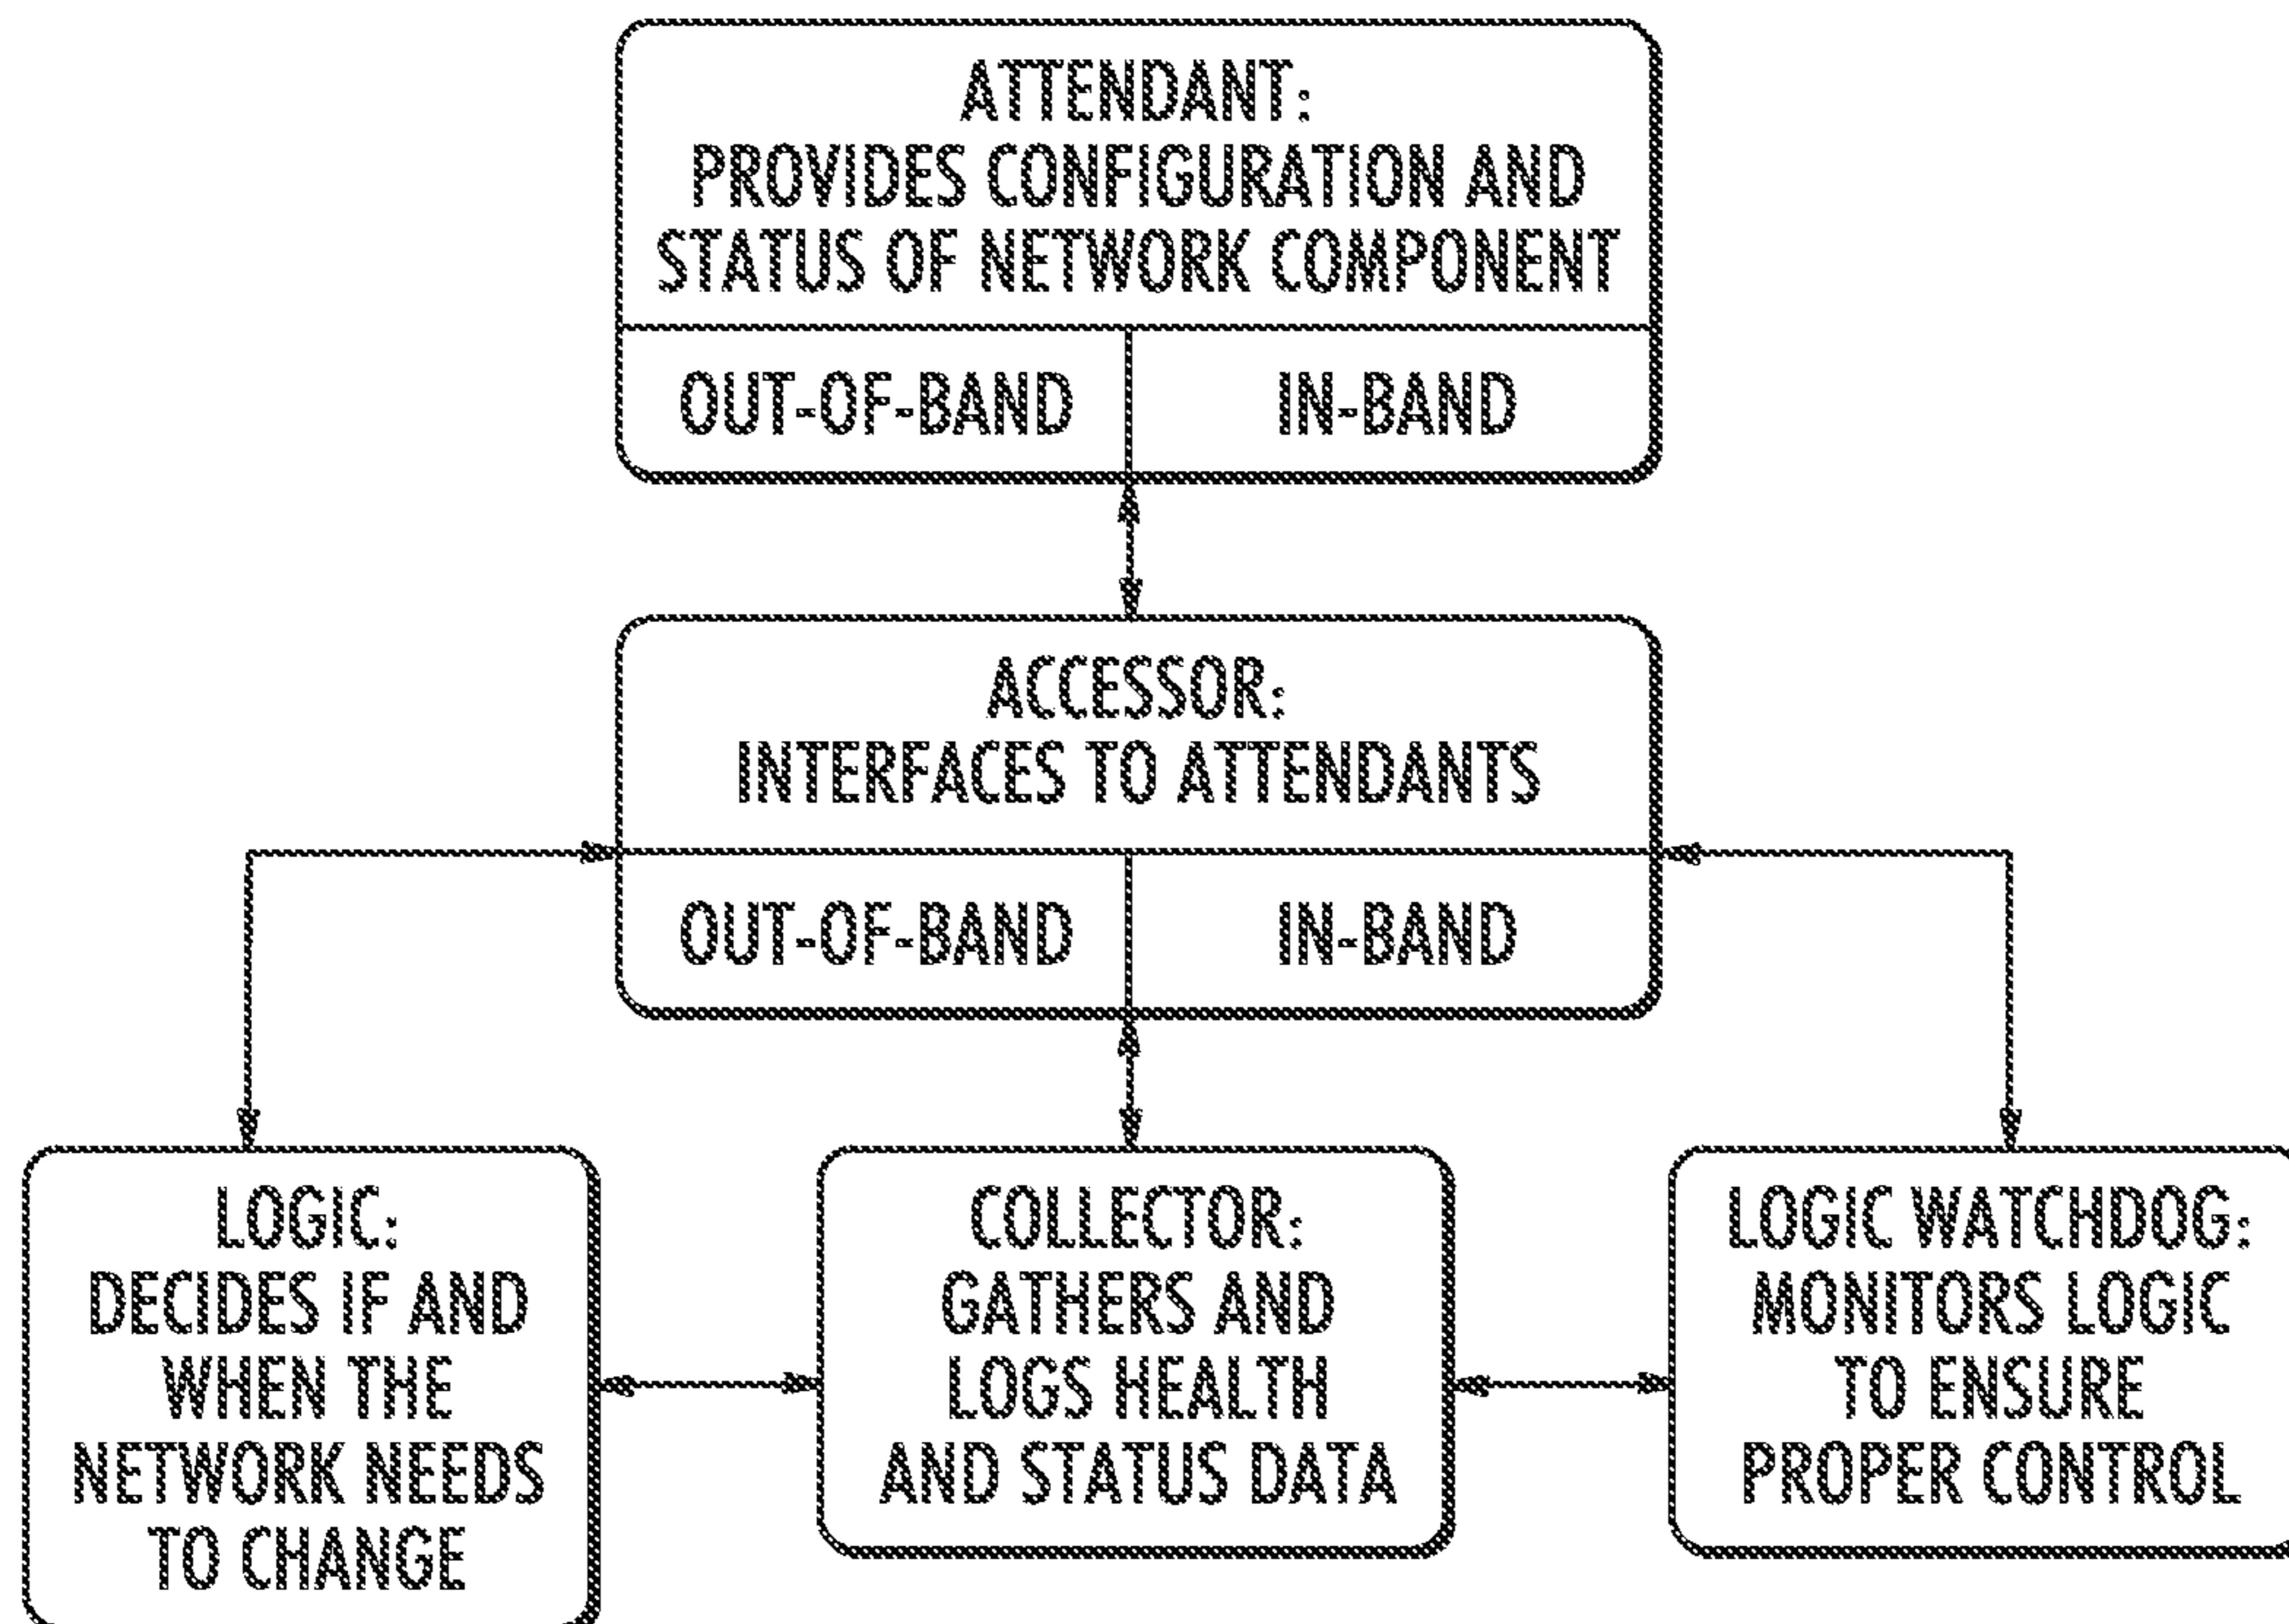 ATTENDANT:
PROVIDES CONFIGURATION AND
STATUS OF NETWORK COMPONENT
OUT-OF-BAND
IN-BAND
ACCESSOR:
INTERFACES TO ATTENDANTS
OUT-OF-BAND
IN-BAND
LOGIC:
DECIDES IF AND
WHEN THE
NETWORK NEEDS
TO CHANGE
COLLECTOR:
GATHERS AND
LOGS HEALTH
AND STATUS DATA
LOGIC WATCHDOG:
MONITORS LOGIC
TO ENSURE
PROPER CONTROL